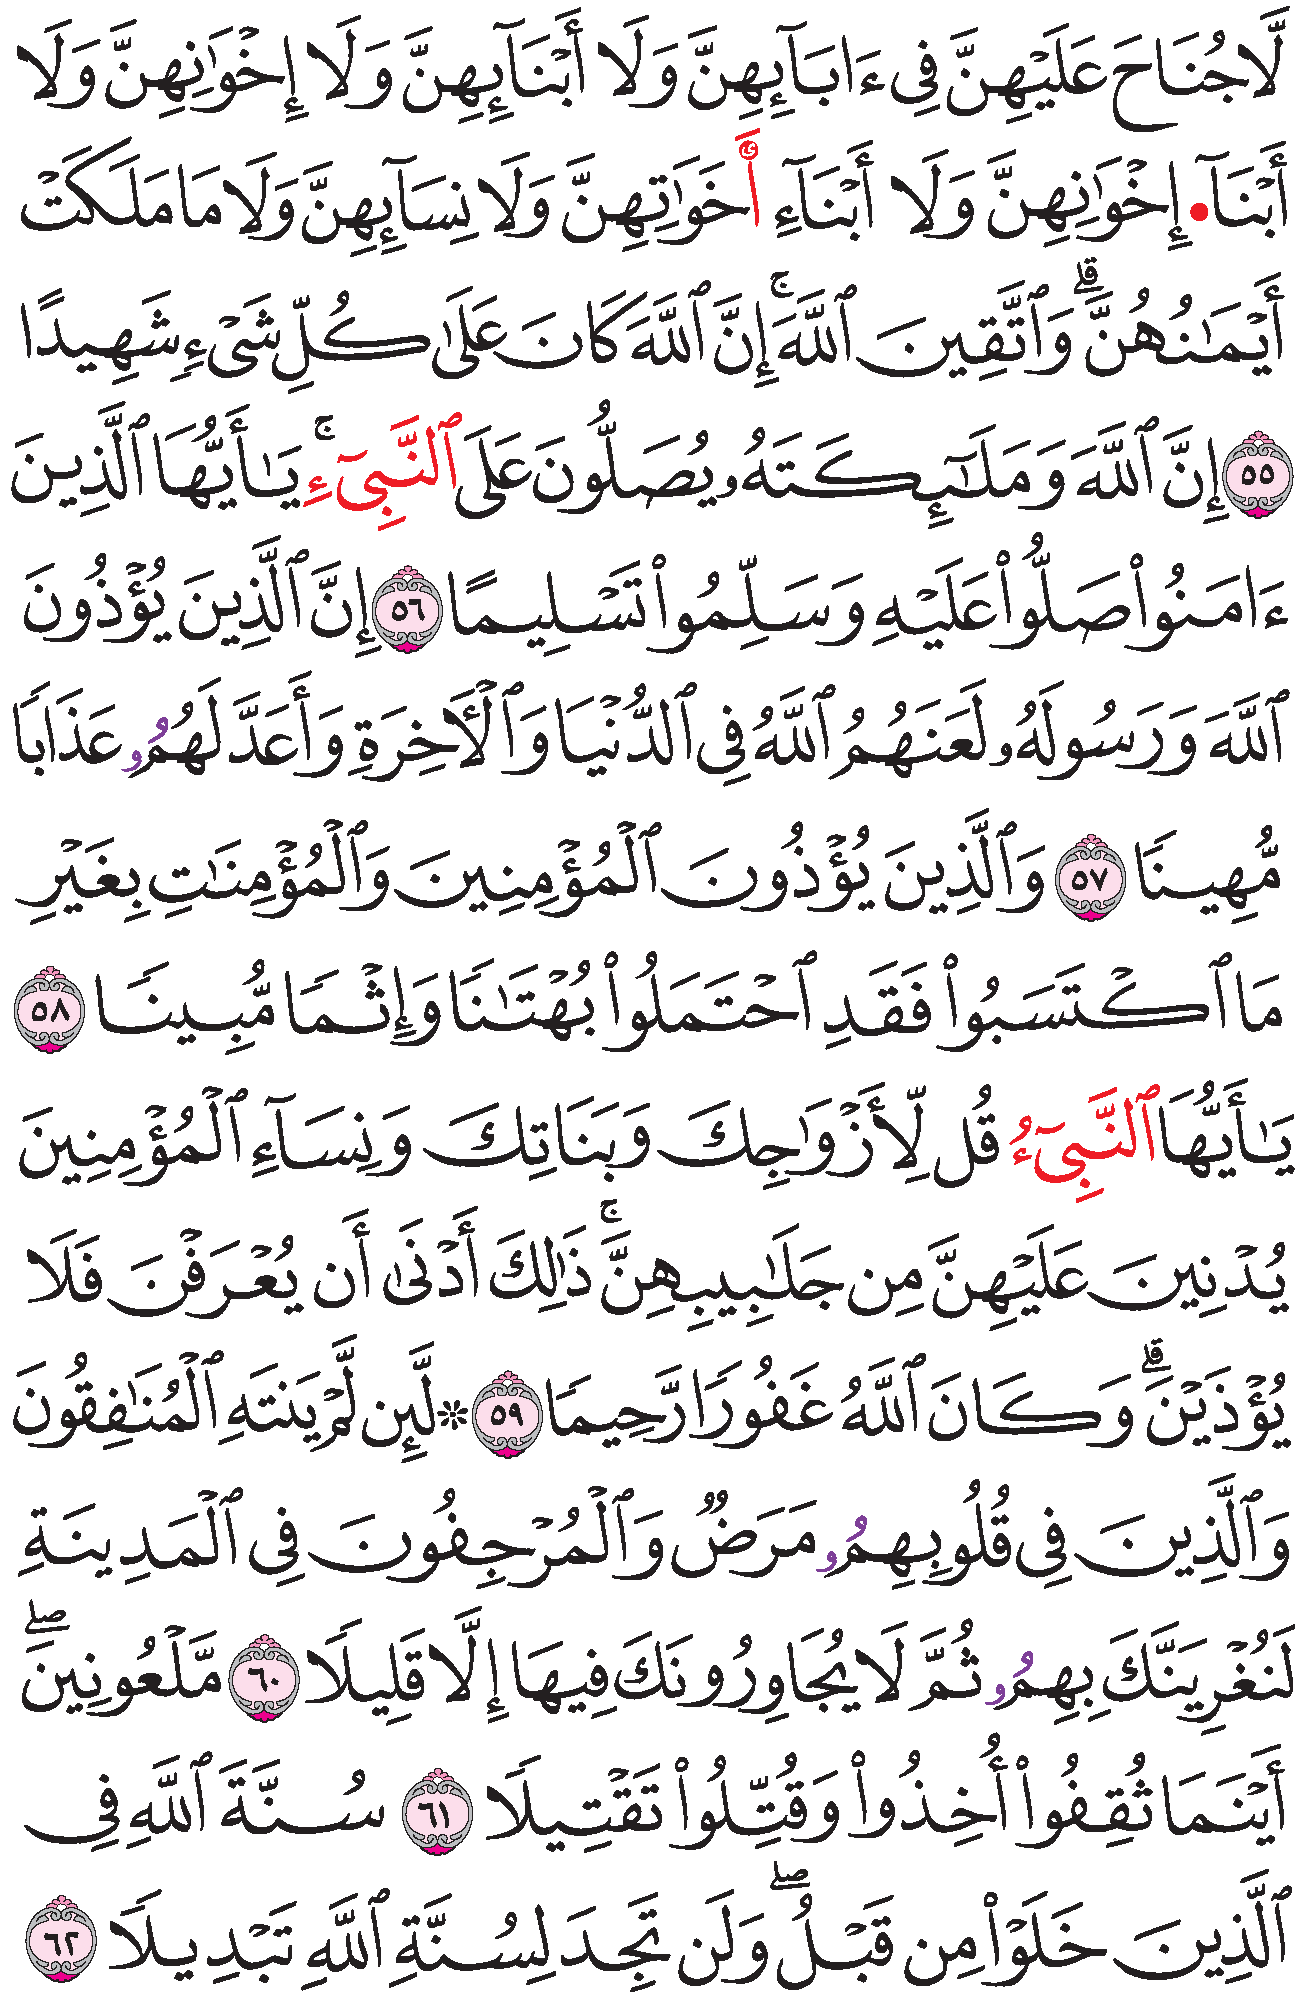 لَّا جُنَاحَ عَلَيْهِنَّ فِىٓ ءَابَآئِهِنَّ وَلَآ أَبْنَآئِهِنَّ وَلَآ إِخْوَٰنِهِنَّ وَلَآ
أَبْنَآ•إِخْوَٰنِهِنَّ وَلَآ أَبْنَآءِ أَخَوَٰتِهِنَّ وَلَا نِسَآئِهِنَّ وَلَا مَا مَلَكَتْ
أَيْمَٰنُهُنَّۗ وَٱتَّقِينَ ٱللَّهَۚ إِنَّ ٱللَّهَ كَانَ عَلَىٰ كُلِّ شَىْءٍ شَهِيدًا
٥٥ إِنَّ ٱللَّهَ وَمَلَٰٓئِكَتَهُۥ يُصَلُّونَ عَلَى ٱلنَّبِىٓءِۚ يَٰٓأَيُّهَا ٱلَّذِينَ
ءَامَنُوا۟ صَلُّوا۟ عَلَيْهِ وَسَلِّمُوا۟ تَسْلِيمًا ٥٦ إِنَّ ٱلَّذِينَ يُؤْذُونَ
ٱللَّهَ وَرَسُولَهُۥ لَعَنَهُمُ ٱللَّهُ فِى ٱلدُّنْيَا وَٱلْأَخِرَةِ وَأَعَدَّ لَهُمُۥ عَذَابًا
مُّهِينًا ٥٧ وَٱلَّذِينَ يُؤْذُونَ ٱلْمُؤْمِنِينَ وَٱلْمُؤْمِنَٰتِ بِغَيْرِ
مَا ٱكْتَسَبُوا۟ فَقَدِ ٱحْتَمَلُوا۟ بُهْتَٰنًا وَإِثْمًا مُّبِينًا ٥٨
يَٰٓأَيُّهَا ٱلنَّبِىٓءُ قُل لِّأَزْوَٰجِكَ وَبَنَاتِكَ وَنِسَآءِ ٱلْمُؤْمِنِينَ
يُدْنِينَ عَلَيْهِنَّ مِن جَلَٰبِيبِهِنَّۚ ذَٰلِكَ أَدْنَىٰٓ أَن يُعْرَفْنَ فَلَا
يُؤْذَيْنَۗ وَكَانَ ٱللَّهُ غَفُورًا رَّحِيمًا ٥٩ ۞ لَّئِن لَّمْ يَنتَهِ ٱلْمُنَٰفِقُونَ
وَٱلَّذِينَ فِى قُلُوبِهِمُۥ مَرَضٌ وَٱلْمُرْجِفُونَ فِى ٱلْمَدِينَةِ
لَنُغْرِيَنَّكَ بِهِمُۥ ثُمَّ لَا يُجَاوِرُونَكَ فِيهَآ إِلَّا قَلِيلًا ٦٠ مَّلْعُونِينَۖ
أَيْنَمَا ثُقِفُوٓا۟ أُخِذُوا۟ وَقُتِّلُوا۟ تَقْتِيلًا ٦١ سُنَّةَ ٱللَّهِ فِى
ٱلَّذِينَ خَلَوْا۟ مِن قَبْلُۖ وَلَن تَجِدَ لِسُنَّةِ ٱللَّهِ تَبْدِيلًا ٦٢